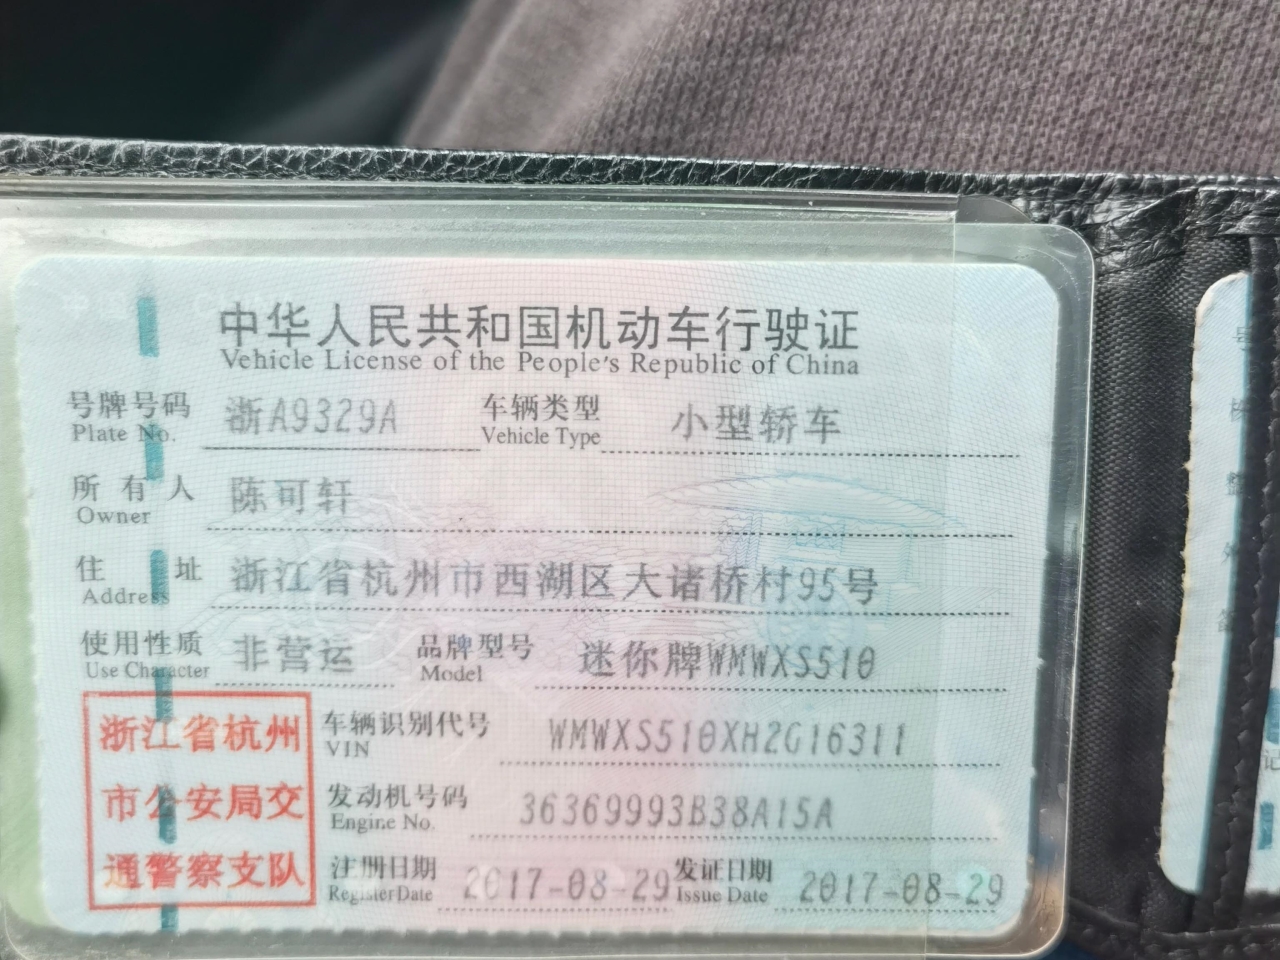 中华人民共和国机动车行驶证
Vehicle License of the People's Republic of China
号牌号码 浙A9329A 车辆类型 小型轿车
Plate No. Vehicle Type
所有人 陈可轩
Owner
住址 浙江省杭州市西湖区大诸桥村95号
Address
使用性质 非营运 品牌型号 迷你牌WMWXS510
Use Character Model
浙江省杭州
市公安局交
通警察支队
车辆识别代号 WMWXS510XH2G16311
VIN
发动机号码 36369993B38A15A
Engine No.
注册日期 2017-08-29 发证日期 2017-08-29
Register Date Issue Date